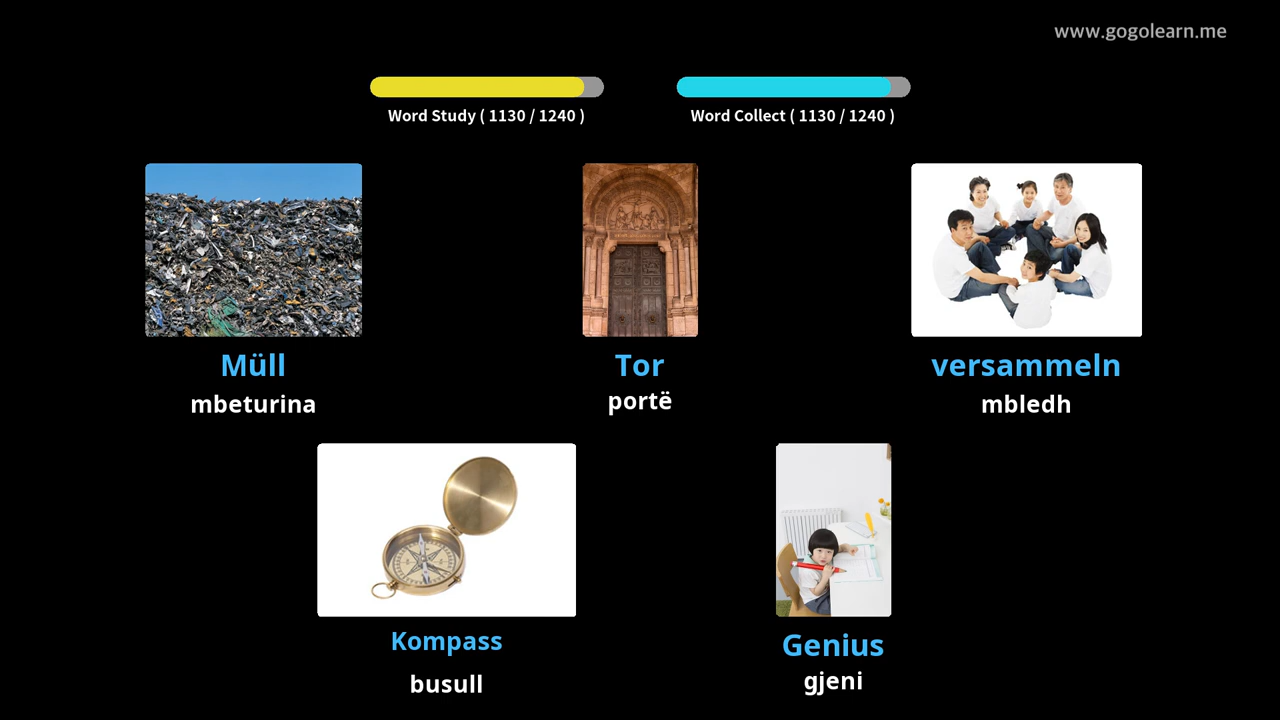 www.gogolearn.me
Word Study ( 1130 / 1240 )
Word Collect ( 1130 / 1240 )
Müll
mbeturina
Tor
portë
versammeln
mbledh
Kompass
busull
Genius
gjeni